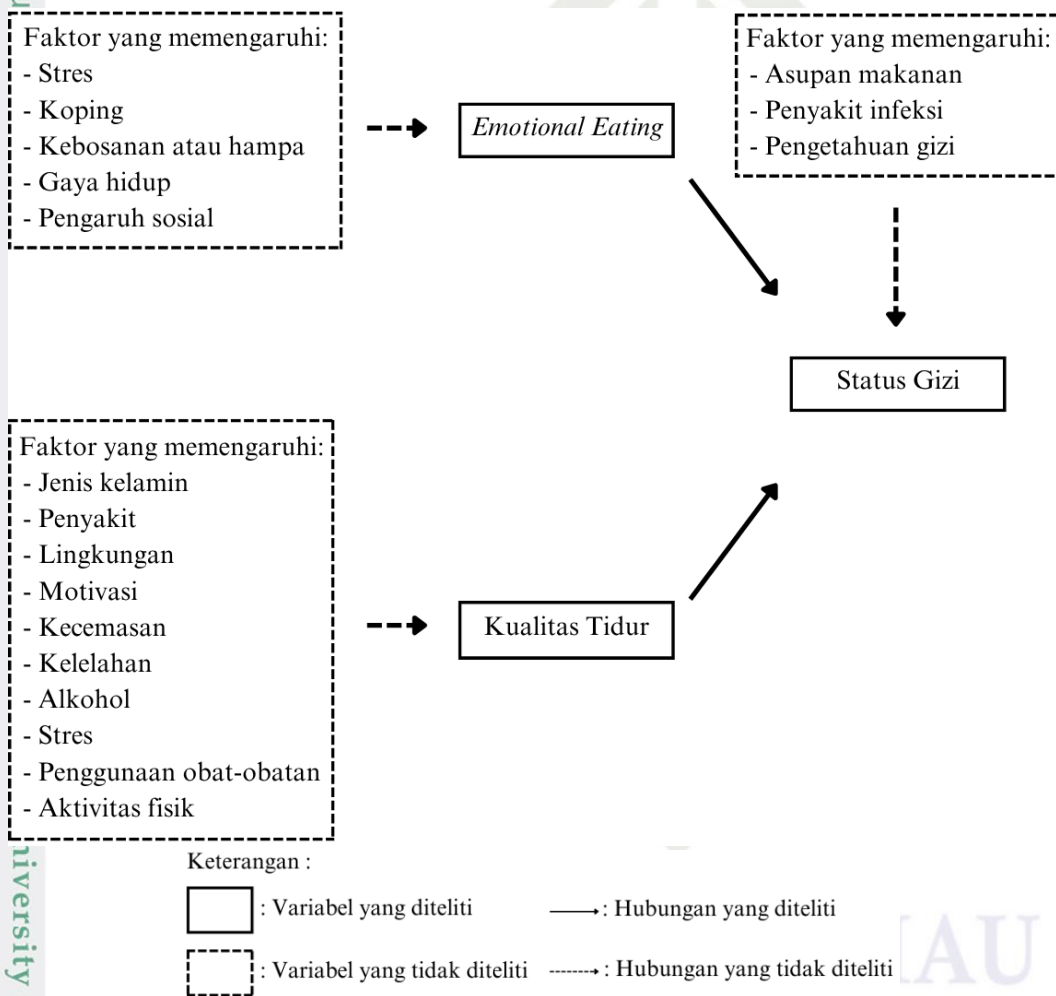 Faktor yang memengaruhi:
- Stres
- Koping
- Kebosanan atau hampa
- Gaya hidup
- Pengaruh sosial
Emotional Eating
Faktor yang memengaruhi:
- Asupan makanan
- Penyakit infeksi
- Pengetahuan gizi
Status Gizi
Faktor yang memengaruhi:
- Jenis kelamin
- Penyakit
- Lingkungan
- Motivasi
- Kecemasan
- Kelelahan
- Alkohol
- Stres
- Penggunaan obat-obatan
- Aktivitas fisik
Kualitas Tidur
Keterangan :
: Variabel yang diteliti
: Hubungan yang diteliti
: Variabel yang tidak diteliti
: Hubungan yang tidak diteliti